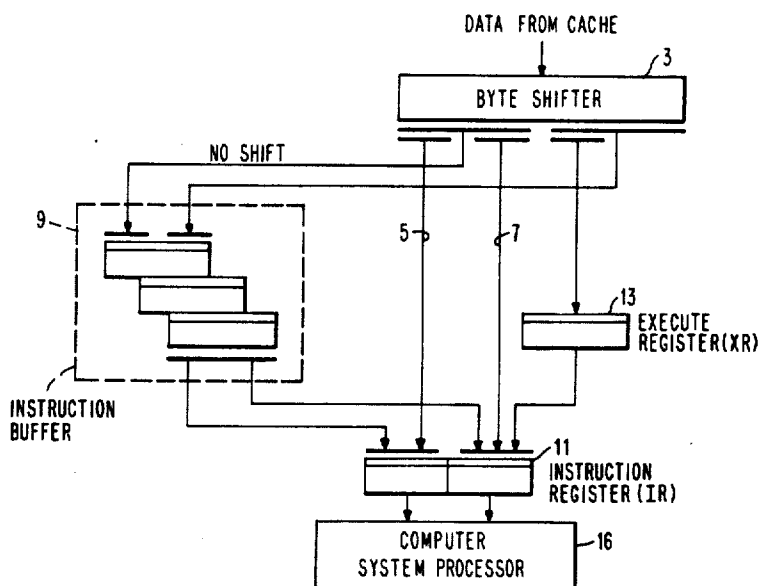 DATA FROM CACHE
3
BYTE SHIFTER
NO SHIFT
9
5
7
13
EXECUTE
REGISTER(XR)
INSTRUCTION
BUFFER
11
INSTRUCTION
REGISTER (IR)
COMPUTER
SYSTEM PROCESSOR
16